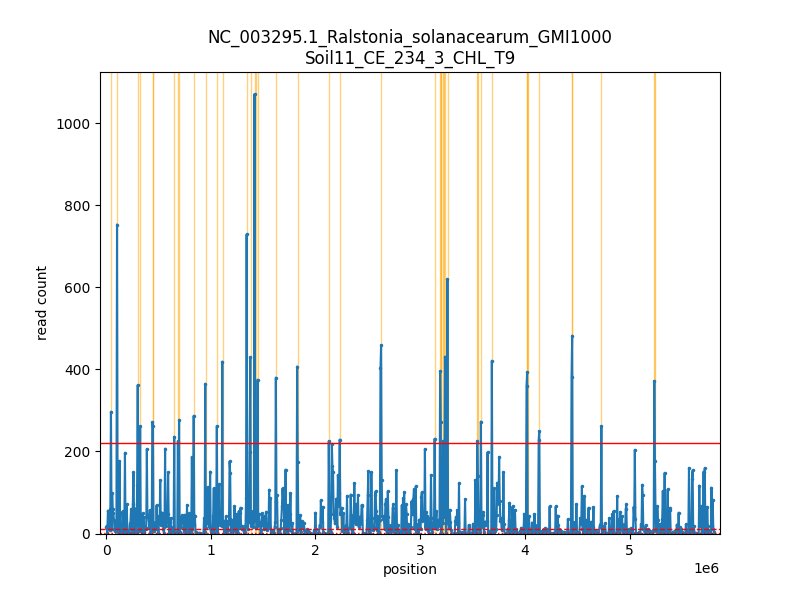 NC_003295.1_Ralstonia_solanacearum_GMI1000
Soil11_CE_234_3_CHL_T9
read count
1000
800
600
400
200
0
0 1 2 3 4 5
1e6
position